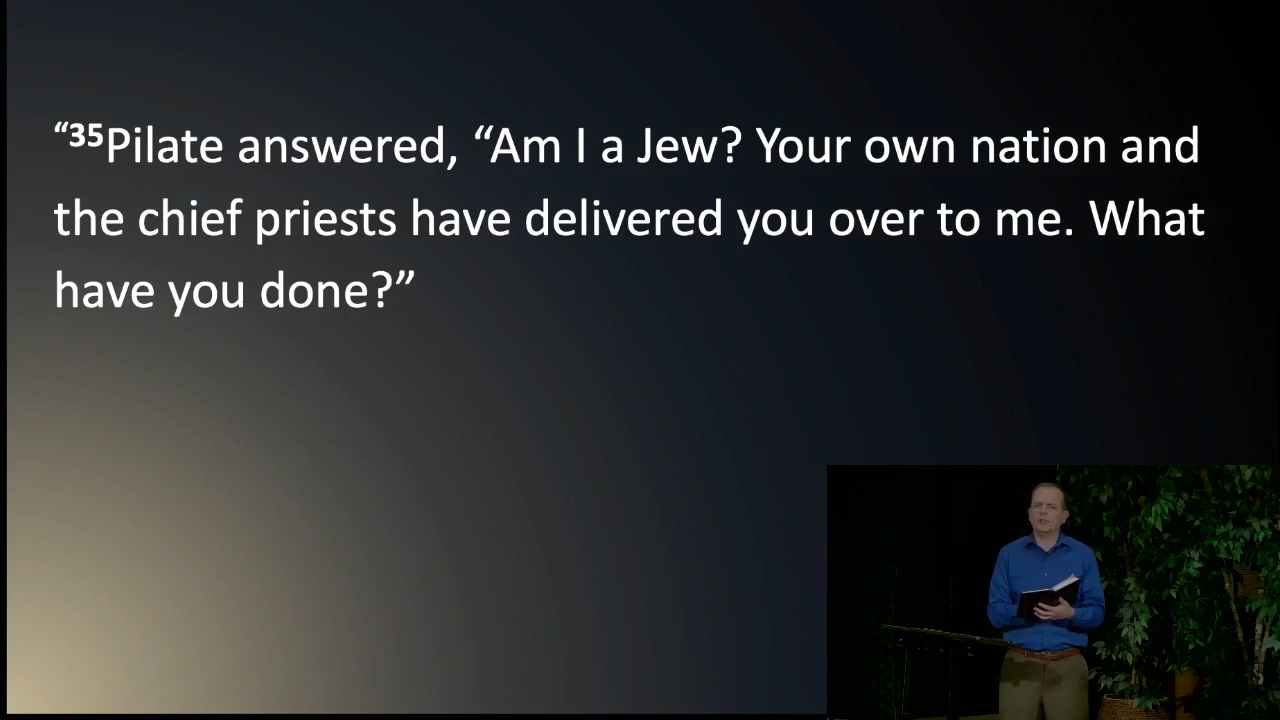 “35Pilate answered, “Am I a Jew? Your own nation and
the chief priests have delivered you over to me. What
have you done?”